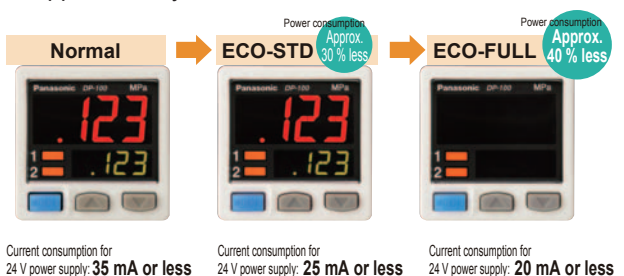 Normal
Power consumption
ECO-STD
Approx.
30 % less
Power consumption
ECO-FULL
Approx.
40 % less
Panasonic DP-100 MPa
.123
1
.123
2
Panasonic DP-100 MPa
.123
1
.123
2
Panasonic DP-100 MPa
1
2
Current consumption for
24 V power supply: 35 mA or less
Current consumption for
24 V power supply: 25 mA or less
Current consumption for
24 V power supply: 20 mA or less